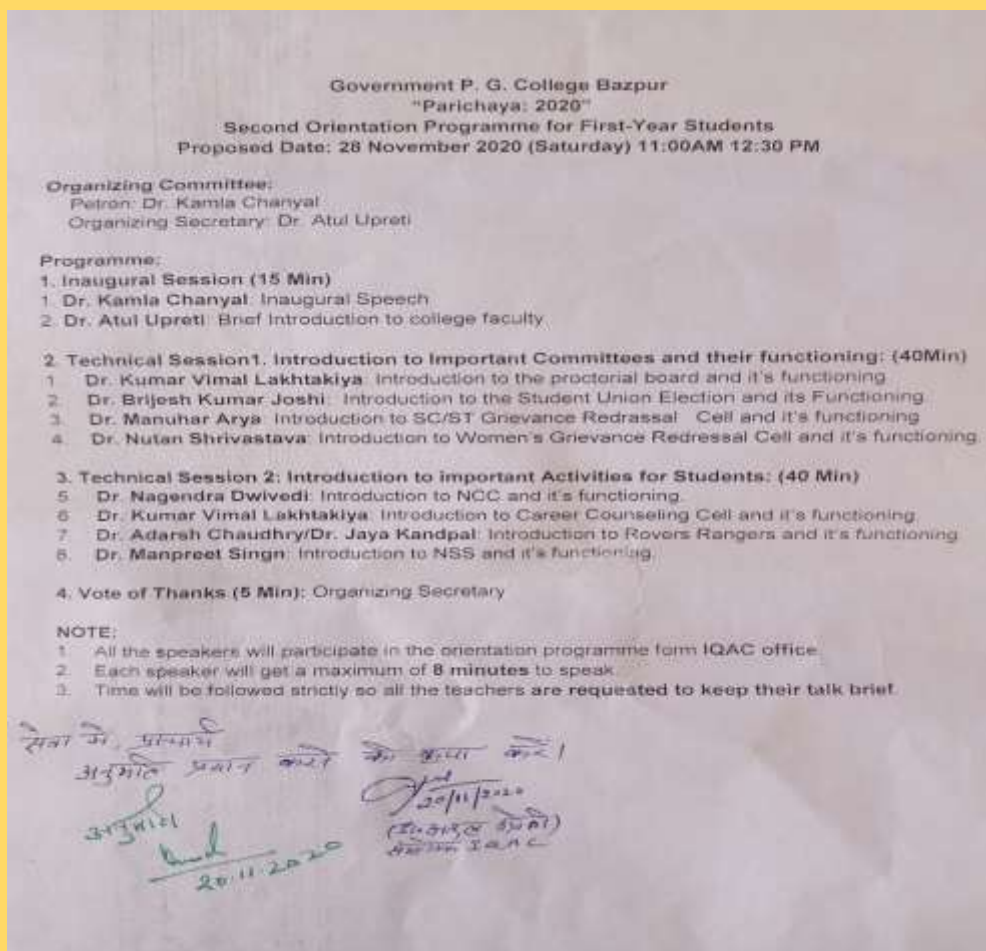 Government P. G. College Bazpur
"Parichaya: 2020"
Second Orientation Programme for First-Year Students
Proposed Date: 28 November 2020 (Saturday) 11:00AM 12:30 PM
Organizing Committee:
Petron: Dr. Kamla Chanyal
Organizing Secretary: Dr. Atul Upreti
Programme:
1. Inaugural Session (15 Min)
1. Dr. Kamla Chanyal: Inaugural Speech
2. Dr. Atul Upreti: Brief Introduction to college faculty
2. Technical Session1. Introduction to Important Committees and their functioning: (40Min)
1. Dr. Kumar Vimal Lakhtakiya: Introduction to the proctorial board and it's functioning
2. Dr. Brijesh Kumar Joshi: Introduction to the Student Union Election and its Functioning.
3. Dr. Manuhar Arya: Introduction to SC/ST Grievance Redrassal Cell and it's functioning
4. Dr. Nutan Shrivastava: Introduction to Women's Grievance Redressal Cell and it's functioning.
3. Technical Session 2: Introduction to important Activities for Students: (40 Min)
5. Dr. Nagendra Dwivedi: Introduction to NCC and it's functioning.
6. Dr. Kumar Vimal Lakhtakiya: Introduction to Career Counseling Cell and it's functioning.
7. Dr. Adarsh Chaudhry/Dr. Jaya Kandpal: Introduction to Rovers Rangers and it's functioning.
8. Dr. Manpreet Singh: Introduction to NSS and it's functioning.
4. Vote of Thanks (5 Min): Organizing Secretary
NOTE:
1. All the speakers will participate in the orientation programme form IQAC office.
2. Each speaker will get a maximum of 8 minutes to speak.
3. Time will be followed strictly so all the teachers are requested to keep their talk brief.
सेवा में, प्राचार्य
अनुमति प्रदान करने की कृपा करें।
20/11/2020
IQAC
20.11.2020